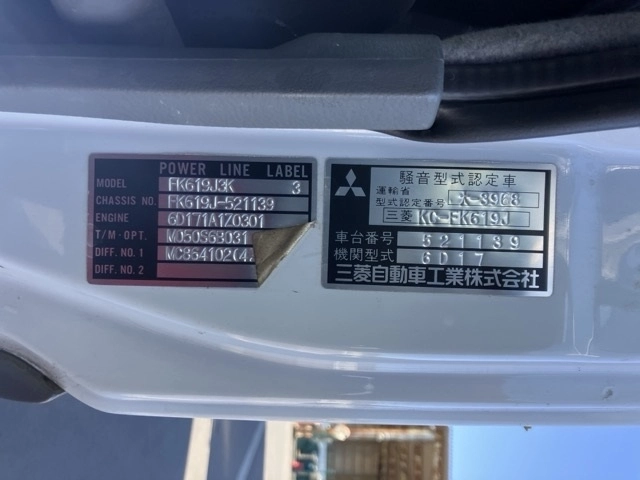 POWER LINE LABEL
MODEL FK619J3K 3
CHASSIS NO. FK619J-521139
ENGINE 6D171A1Z0301
T/M-OPT. M050S6B031
DIFF. NO. 1 MC854102(4.
DIFF. NO. 2
騒音型式認定車
運輸省
型式認定番号 LX-3968
三菱 KC-FK619J
車台番号 521139
機関型式 6D17
三菱自動車工業株式会社